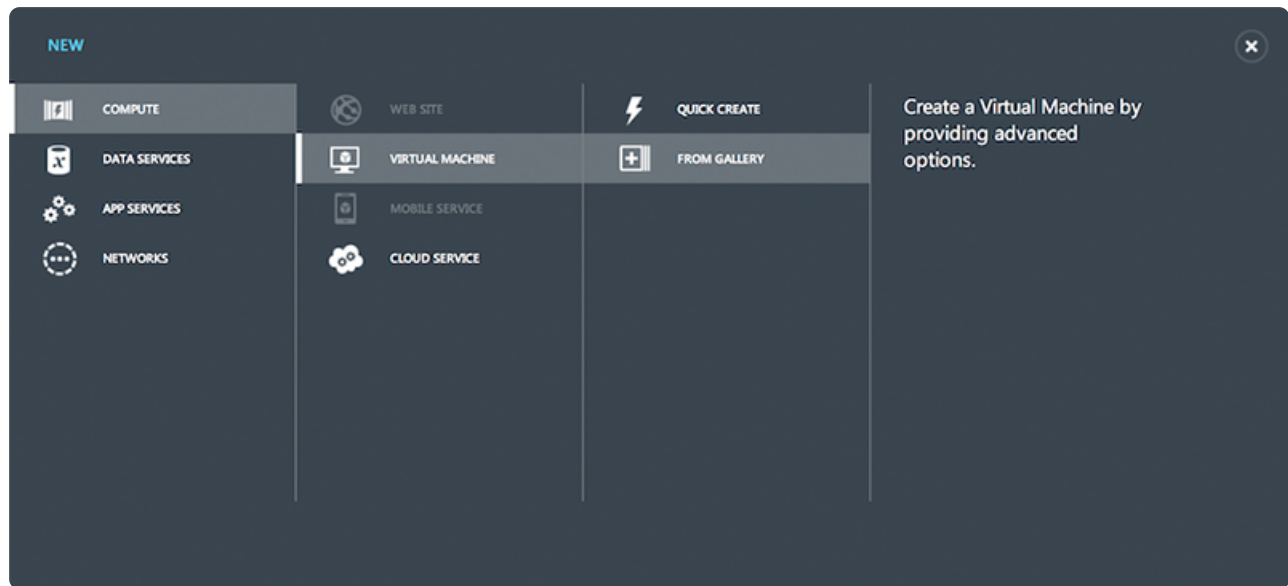 NEW
COMPUTE
DATA SERVICES
APP SERVICES
NETWORKS
WEB SITE
VIRTUAL MACHINE
MOBILE SERVICE
CLOUD SERVICE
QUICK CREATE
FROM GALLERY
Create a Virtual Machine by
providing advanced
options.